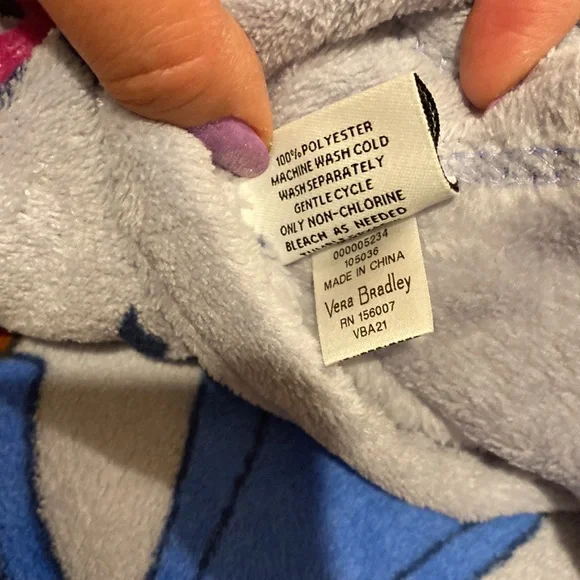 100% POLYESTER
MACHINE WASH COLD
WASH SEPARATELY
GENTLE CYCLE
ONLY NON-CHLORINE
BLEACH AS NEEDED
000005234
105036
MADE IN CHINA
Vera Bradley
RN 156007
VBA21